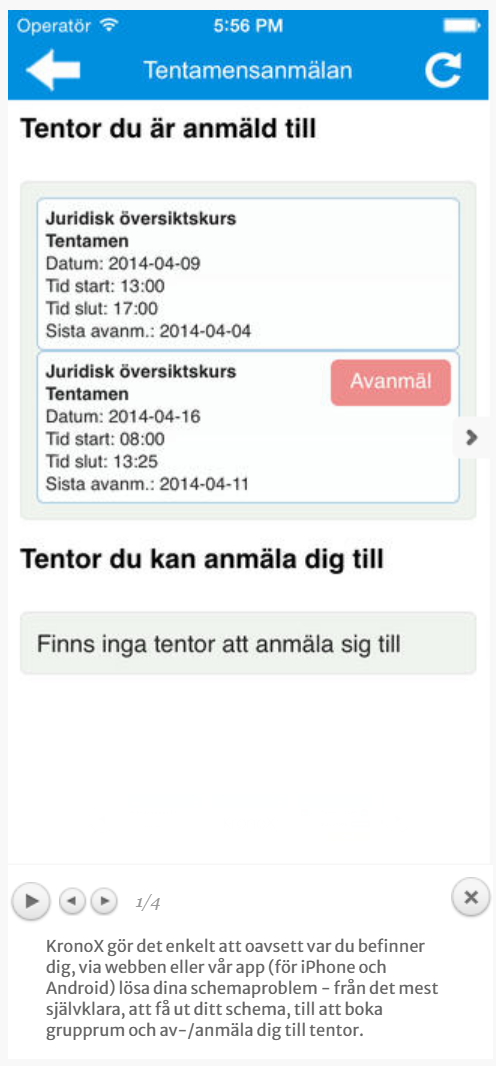 Operatör 5:56 PM
Tentamensanmälan
Tentor du är anmäld till
Juridisk översiktskurs
Tentamen
Datum: 2014-04-09
Tid start: 13:00
Tid slut: 17:00
Sista avanm.: 2014-04-04
Juridisk översiktskurs
Avanmäl
Tentamen
Datum: 2014-04-16
Tid start: 08:00
Tid slut: 13:25
Sista avanm.: 2014-04-11
Tentor du kan anmäla dig till
Finns inga tentor att anmäla sig till
1/4
KronoX gör det enkelt att oavsett var du befinner
dig, via webben eller vår app (för iPhone och
Android) lösa dina schemaproblem - från det mest
självklara, att få ut ditt schema, till att boka
grupprum och av-/anmäla dig till tentor.